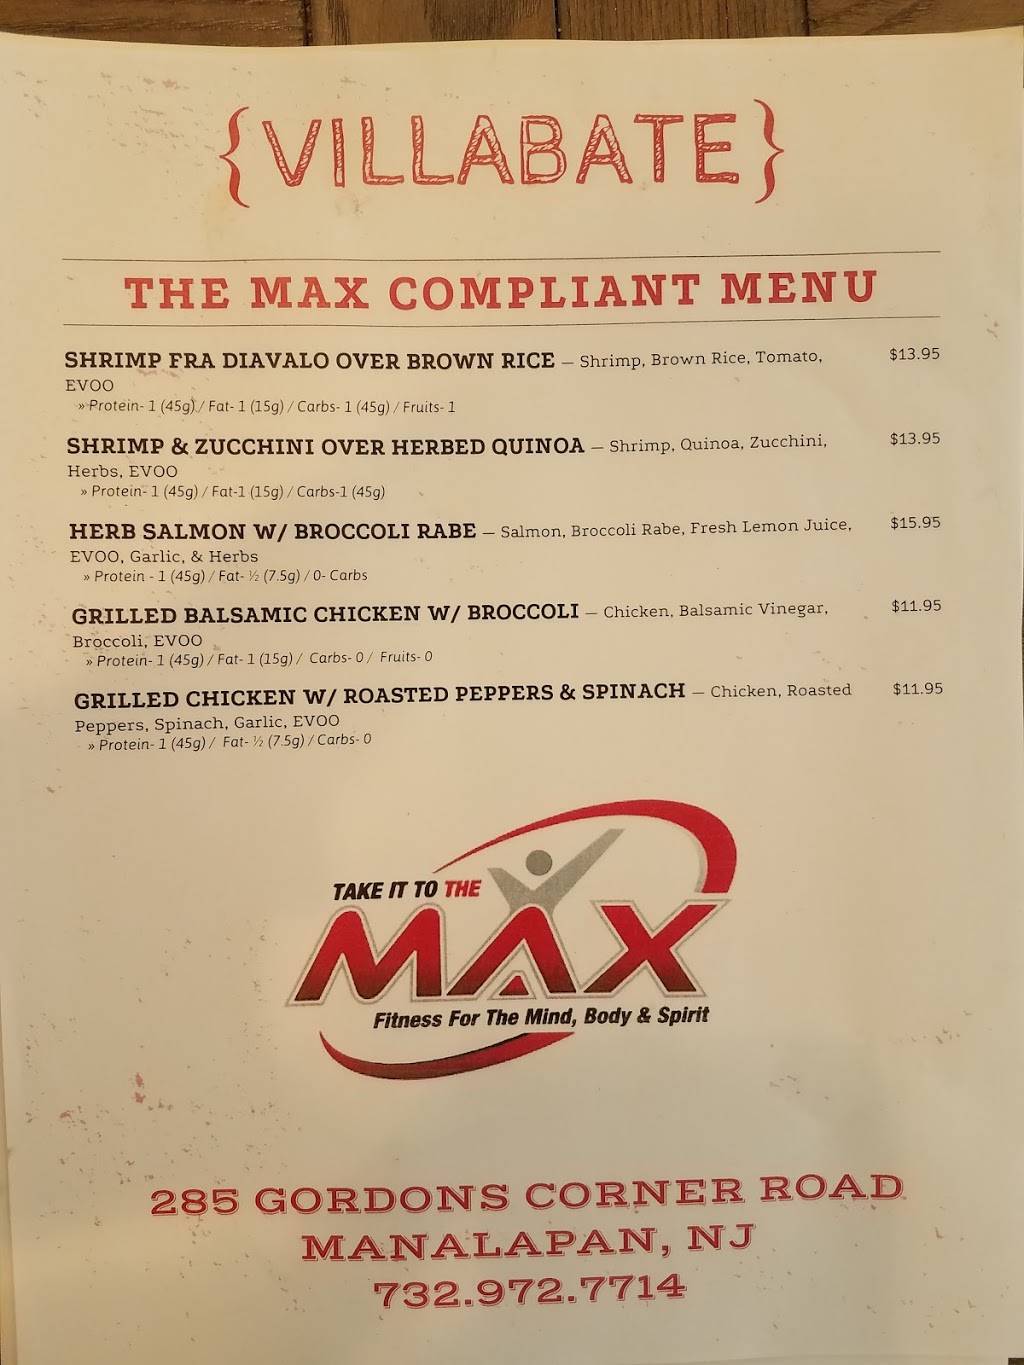 {VILLABATE}
THE MAX COMPLIANT MENU
SHRIMP FRA DIAVALO OVER BROWN RICE — Shrimp, Brown Rice, Tomato, $13.95
EVOO
» Protein- 1 (45g) / Fat- 1 (15g) / Carbs- 1 (45g) / Fruits- 1
SHRIMP & ZUCCHINI OVER HERBED QUINOA — Shrimp, Quinoa, Zucchini, $13.95
Herbs, EVOO
» Protein- 1 (45g) / Fat-1 (15g) / Carbs-1 (45g)
HERB SALMON W/ BROCCOLI RABE — Salmon, Broccoli Rabe, Fresh Lemon Juice, $15.95
EVOO, Garlic, & Herbs
» Protein - 1 (45g) / Fat- ½ (7.5g) / 0- Carbs
GRILLED BALSAMIC CHICKEN W/ BROCCOLI — Chicken, Balsamic Vinegar, $11.95
Broccoli, EVOO
» Protein- 1 (45g) / Fat- 1 (15g) / Carbs- 0 / Fruits- 0
GRILLED CHICKEN W/ ROASTED PEPPERS & SPINACH — Chicken, Roasted $11.95
Peppers, Spinach, Garlic, EVOO
» Protein- 1 (45g) / Fat- ½ (7.5g) / Carbs- 0
TAKE IT TO THE
MAX
Fitness For The Mind, Body & Spirit
285 GORDONS CORNER ROAD
MANALAPAN, NJ
732.972.7714